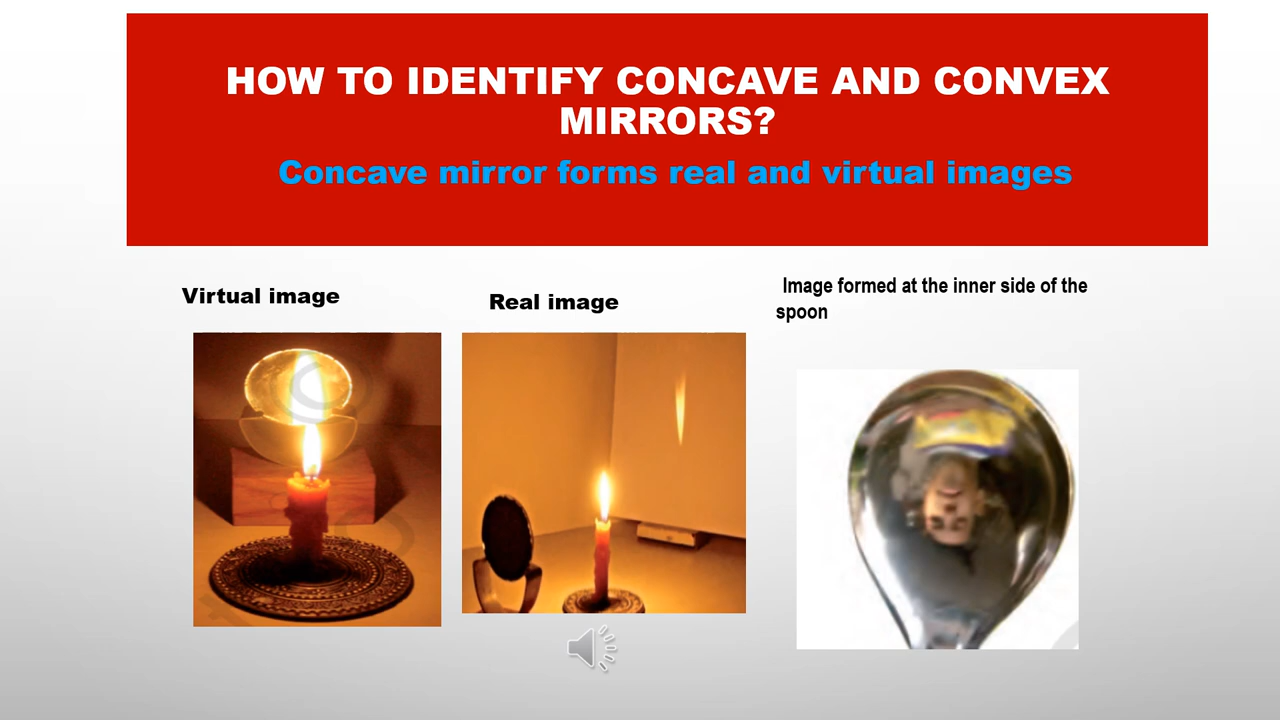 HOW TO IDENTIFY CONCAVE AND CONVEX
MIRRORS?
Concave mirror forms real and virtual images
Virtual image
Real image
Image formed at the inner side of the
spoon